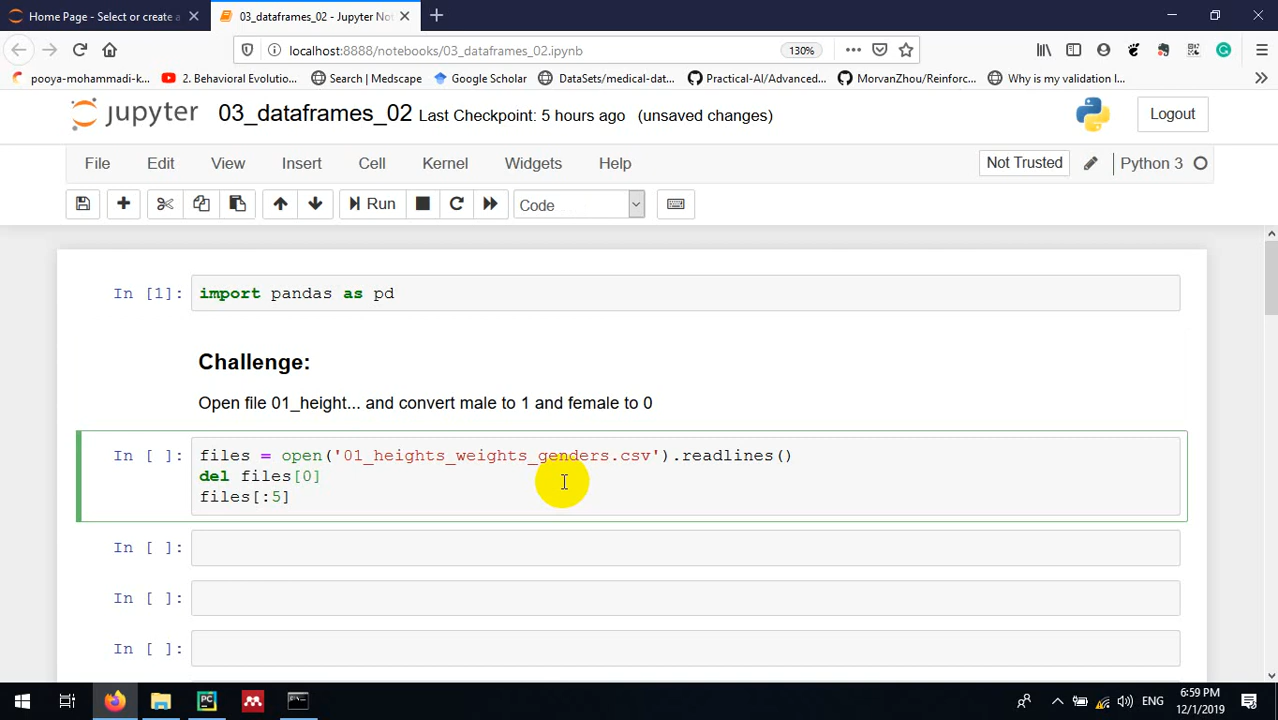 Home Page - Select or create a
03_dataframes_02 - Jupyter Not
localhost:8888/notebooks/03_dataframes_02.ipynb
130%
pooya-mohammadi-k...
2. Behavioral Evolutio...
Search | Medscape
Google Scholar
DataSets/medical-dat...
Practical-AI/Advanced...
MorvanZhou/Reinforc...
Why is my validation l...
jupyter
03_dataframes_02
Last Checkpoint: 5 hours ago
(unsaved changes)
Logout
File
Edit
View
Insert
Cell
Kernel
Widgets
Help
Not Trusted
Python 3
Run
Code
In [1]:
import pandas as pd
Challenge:
Open file 01_height... and convert male to 1 and female to 0
In [ ]:
files = open('01_heights_weights_genders.csv').readlines()
del files[0]
files[:5]
In [ ]:
In [ ]:
In [ ]:
ENG
6:59 PM
12/1/2019